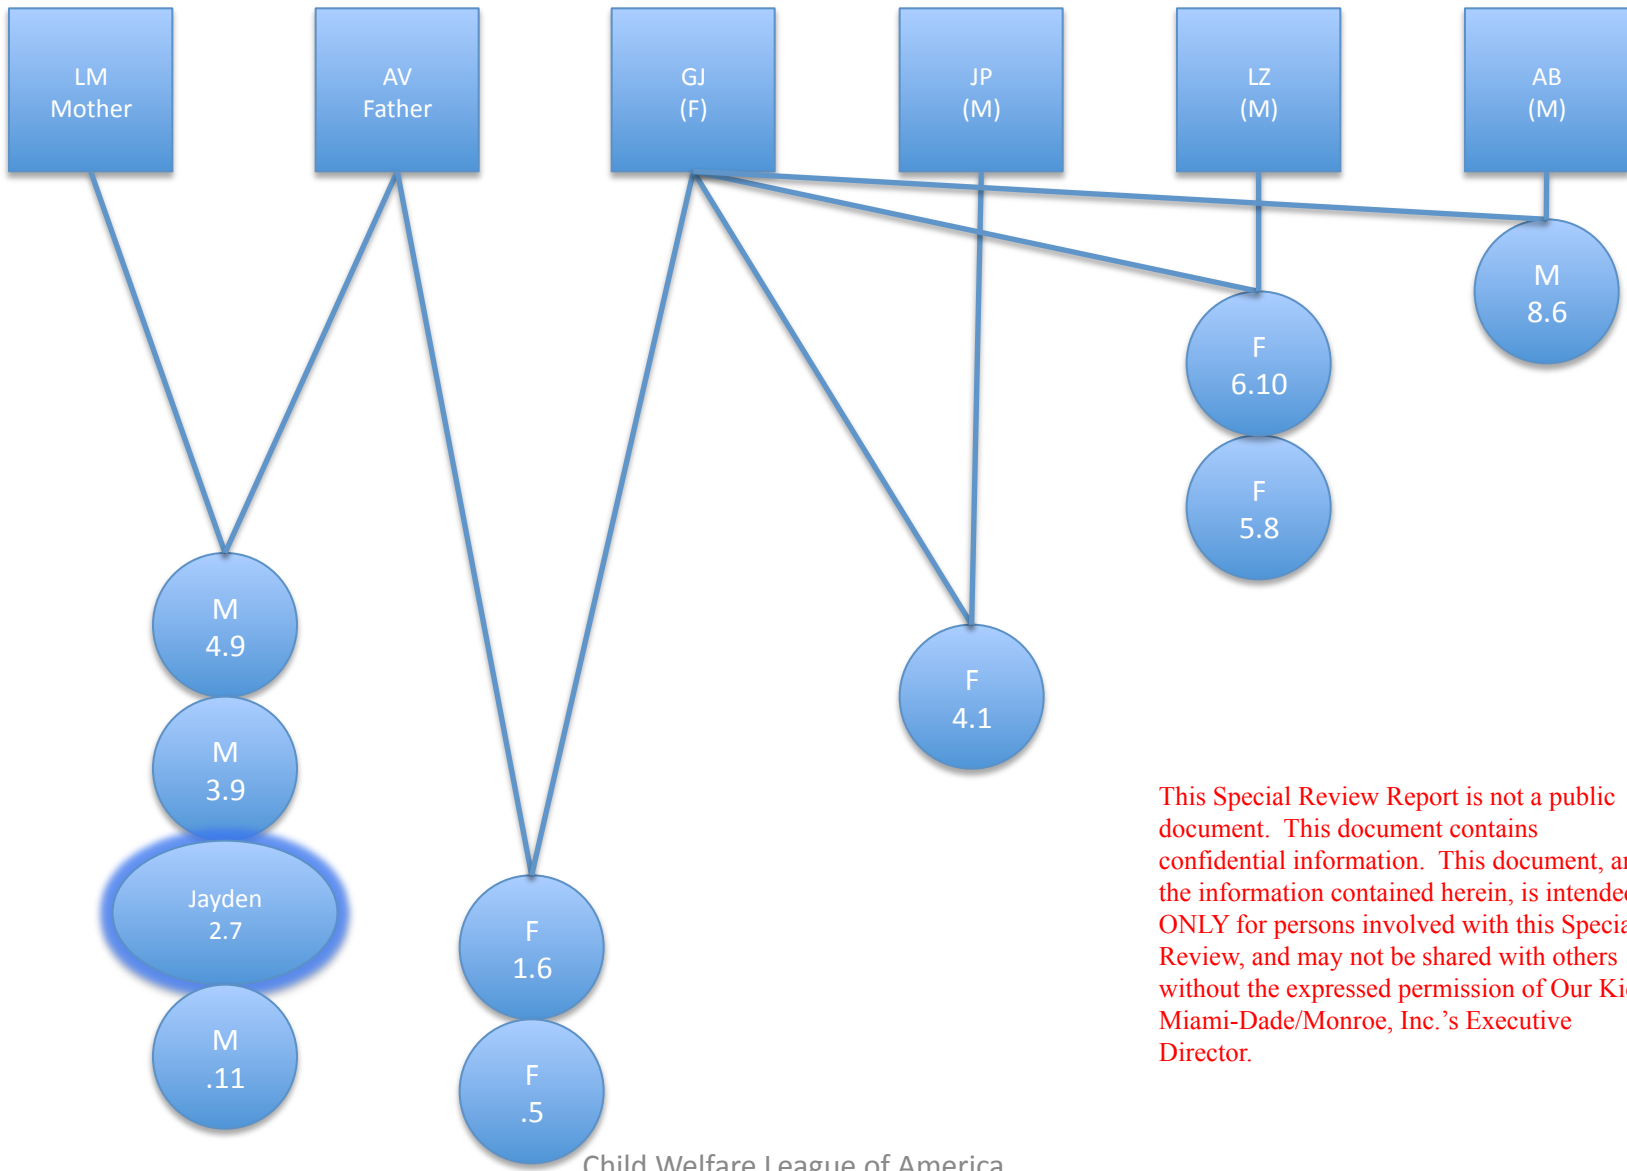 LM
Mother
AV
Father
GJ
(F)
JP
(M)
LZ
(M)
AB
(M)
M
8.6
F
6.10
F
5.8
M
4.9
F
4.1
M
3.9
Jayden
2.7
F
1.6
M
.11
F
.5
This Special Review Report is not a public
document. This document contains
confidential information. This document,
the information contained herein, is
ONLY for persons involved with this
Review, and may not be shared with others
without the expressed permission of Our
Miami-Dade/Monroe, Inc.’s Executive
Director.
Child Welfare League of America